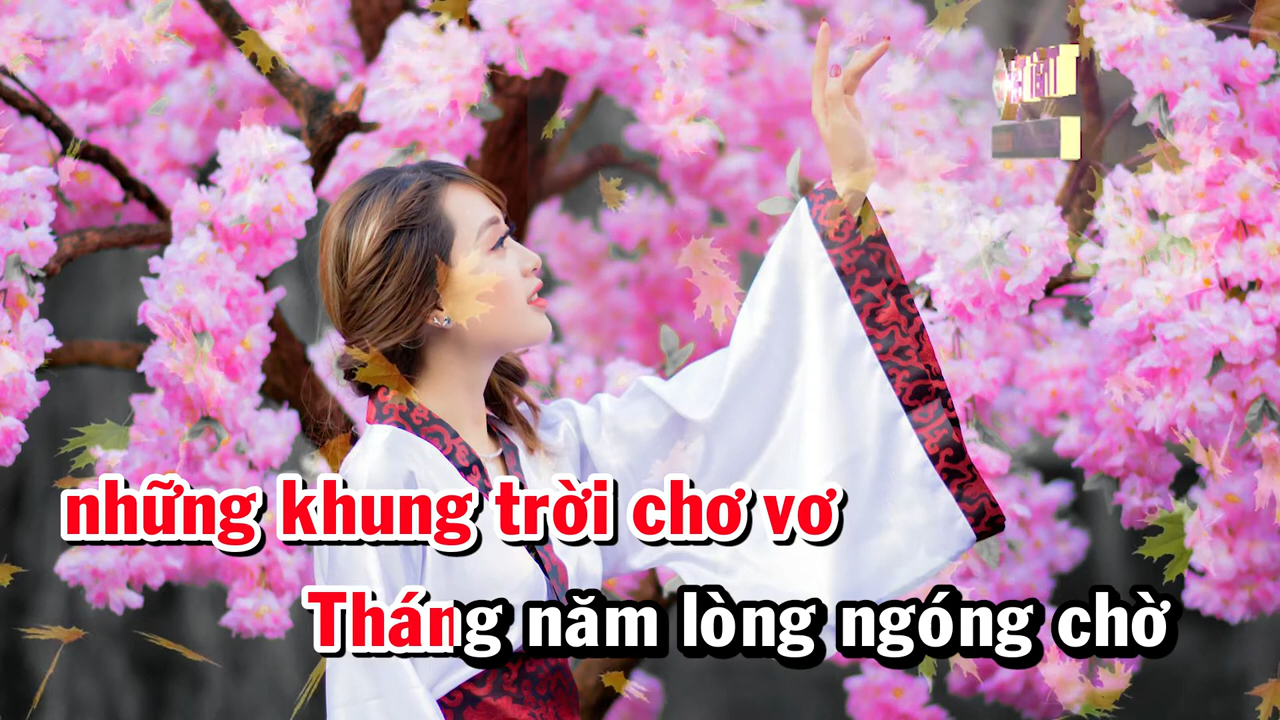 những khung trời chơ vơ
Tháng năm lòng ngóng chờ